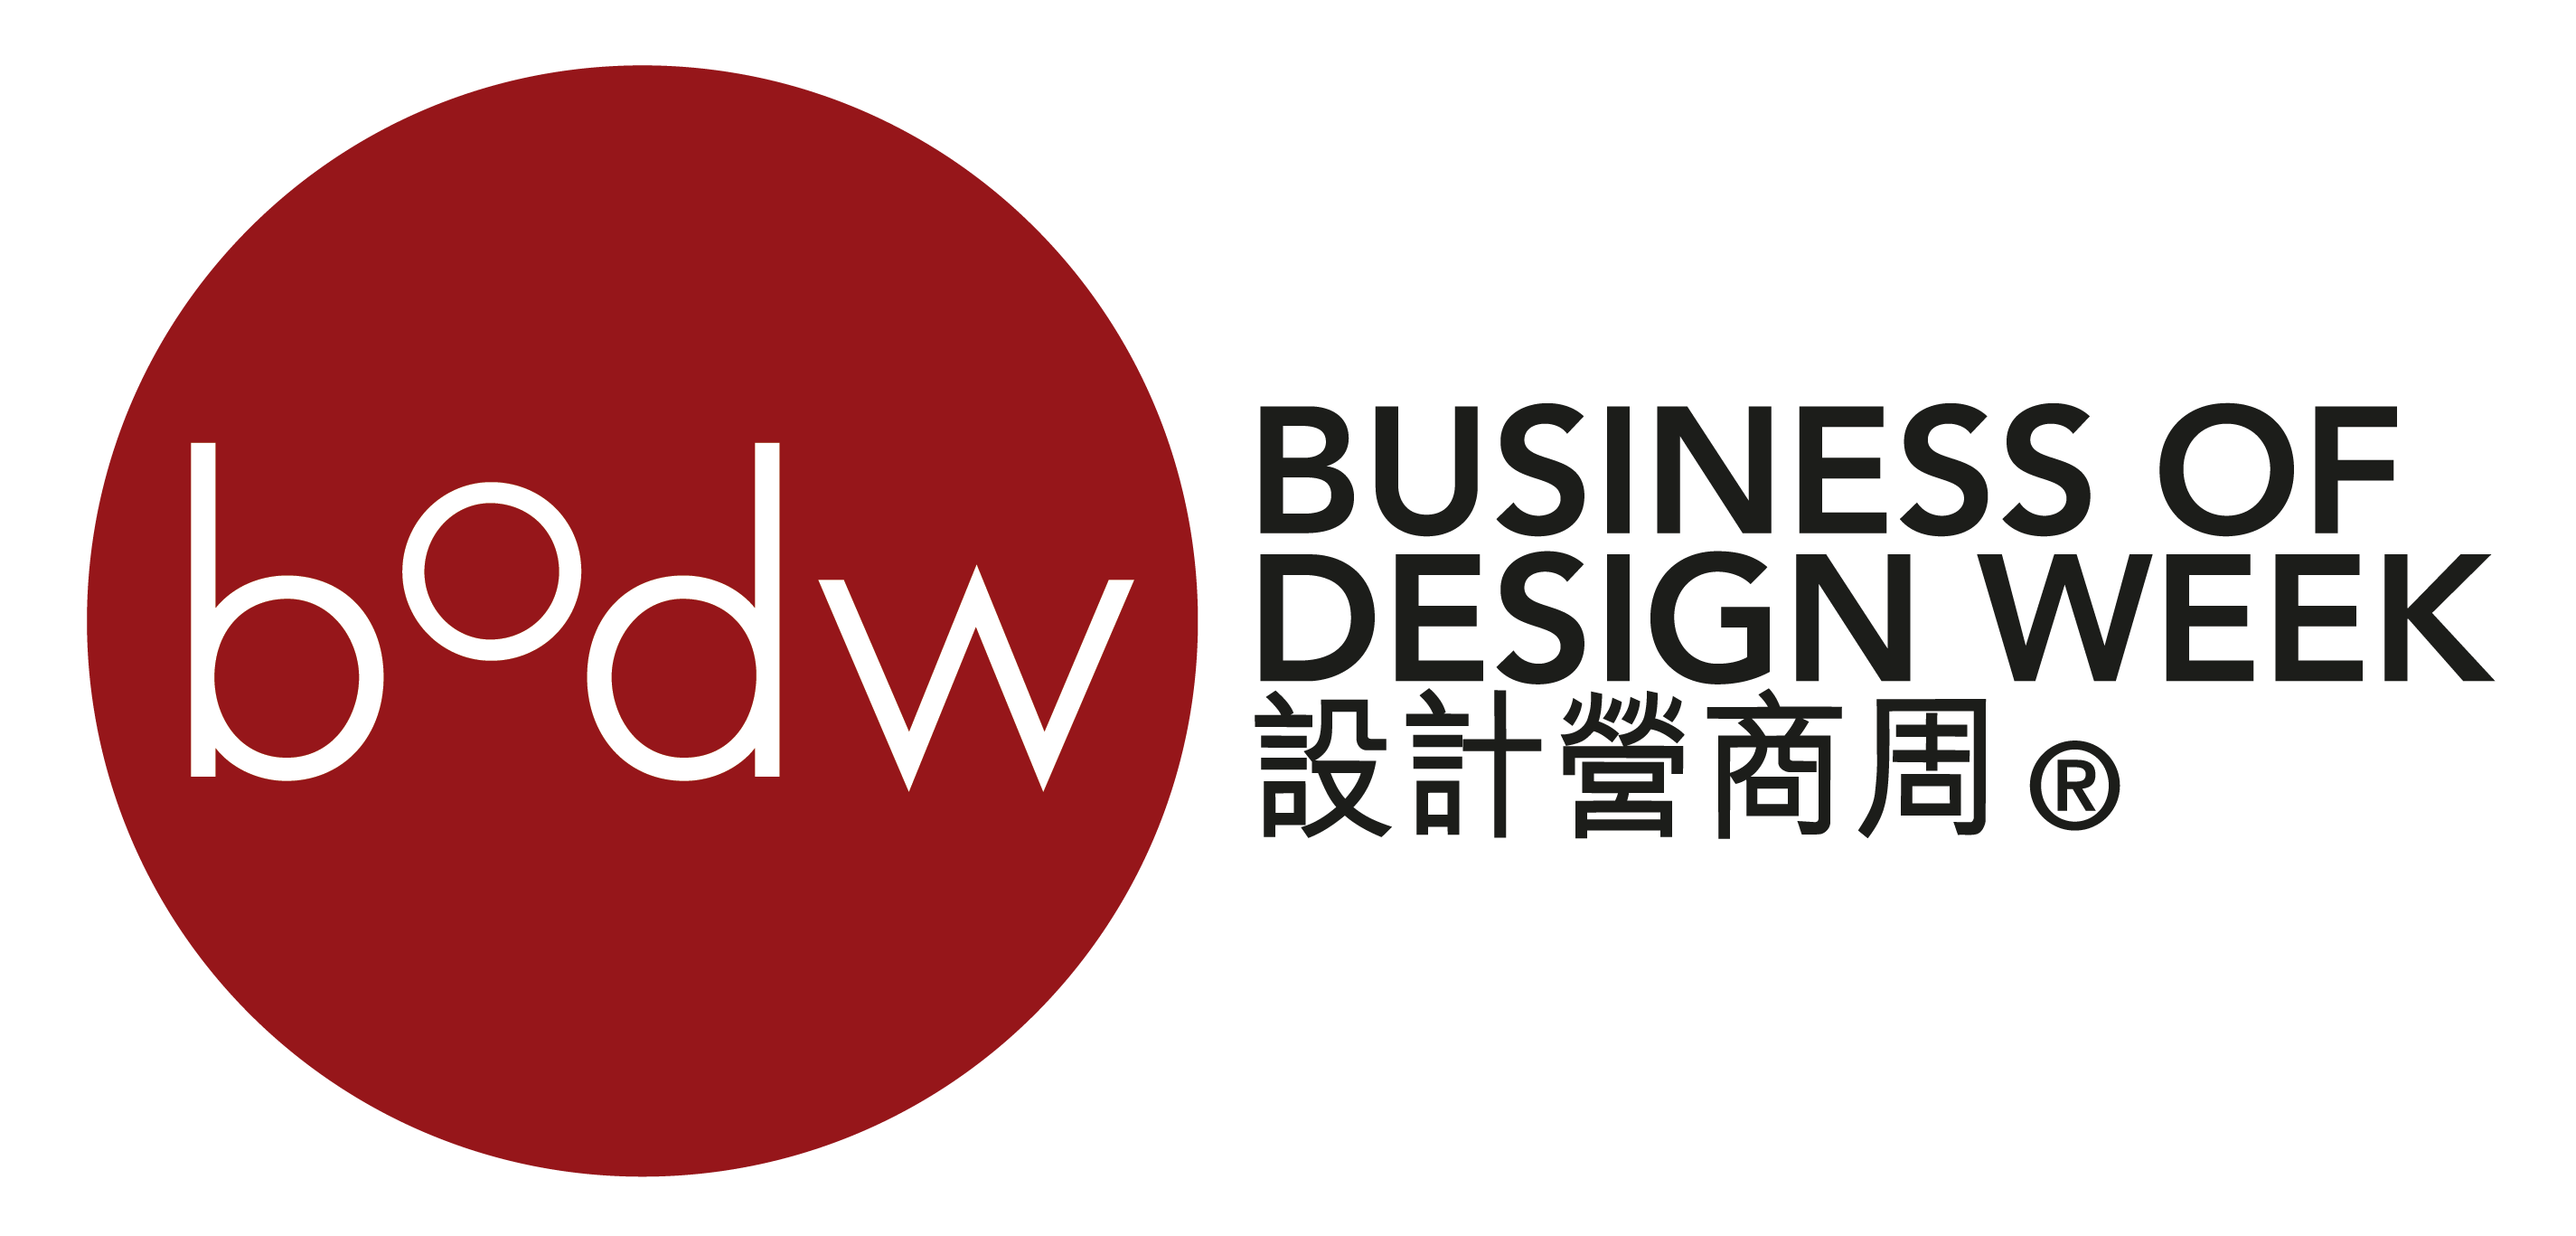 bodw
BUSINESS OF
DESIGN WEEK
設計營商周 ®